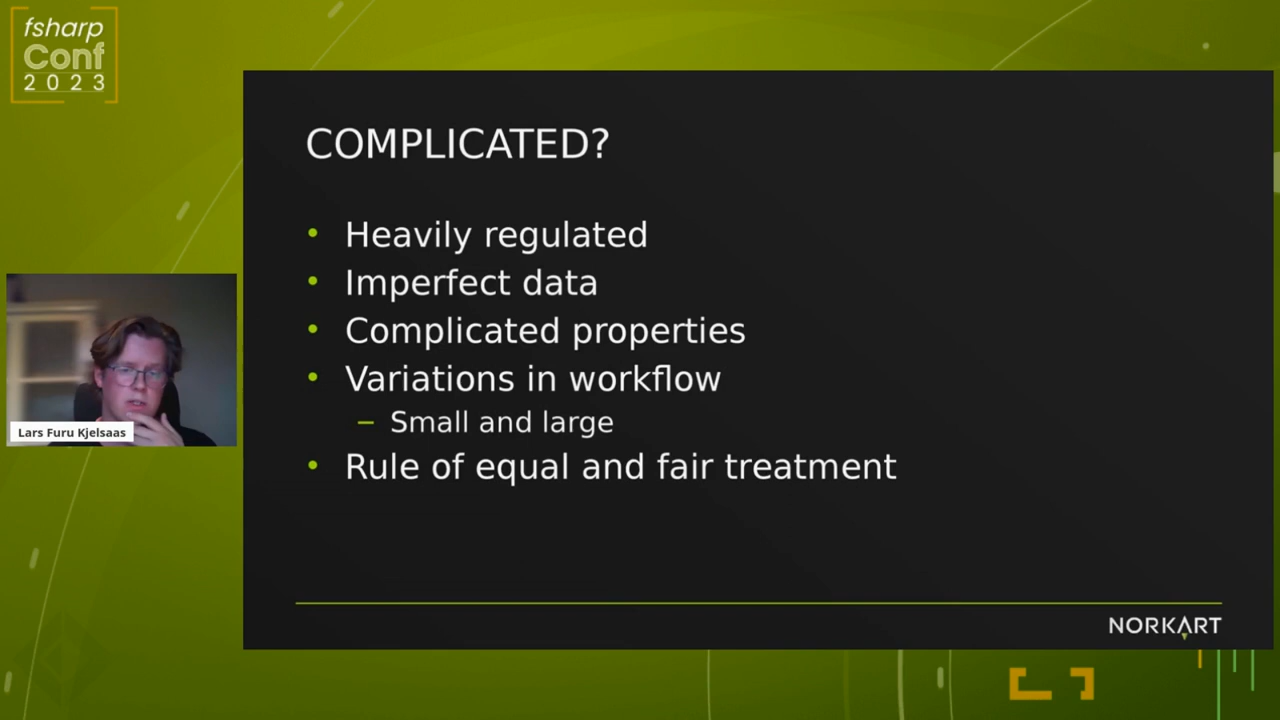 fsharp
Conf
2023
COMPLICATED?
• Heavily regulated
• Imperfect data
• Complicated properties
• Variations in workflow
– Small and large
• Rule of equal and fair treatment
Lars Furu Kjelsaas
NORKART